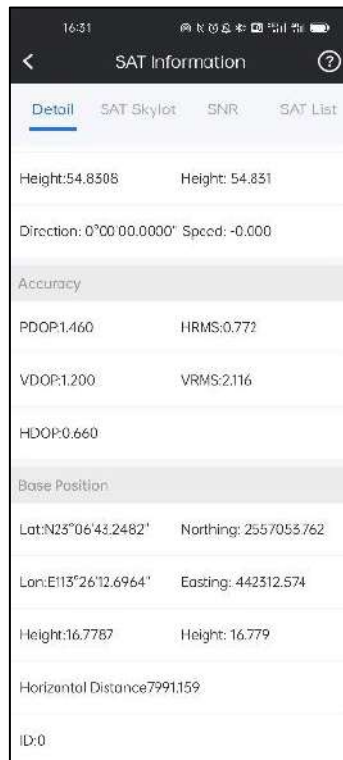 16:31
SAT Information
Detail SAT Skylot SNR SAT List
Height:54.8308 Height: 54.831
Direction: 0°00'00.0000" Speed: -0.000
Accuracy
PDOP:1.460 HRMS:0.772
VDOP:1.200 VRMS:2.116
HDOP:0.660
Base Position
Lat:N23°06'43.2482" Northing: 2557053.762
Lon:E113°26'12.6964" Easting: 442312.574
Height:16.7787 Height: 16.779
Horizontal Distance7991.159
ID:0